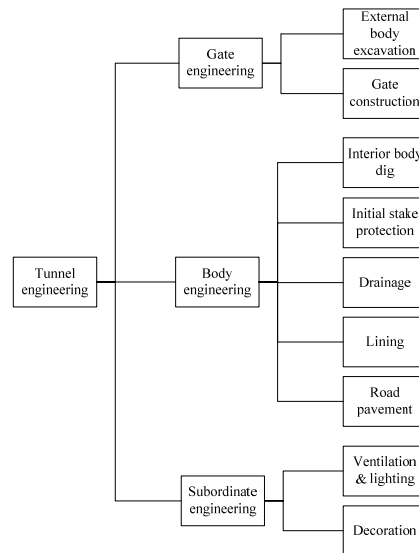 External
body
excavation
Gate
engineering
Gate
construction
Interior body
dig
Initial stake
protection
Tunnel
engineering
Body
engineering
Drainage
Lining
Road
pavement
Ventilation
& lighting
Subordinate
engineering
Decoration